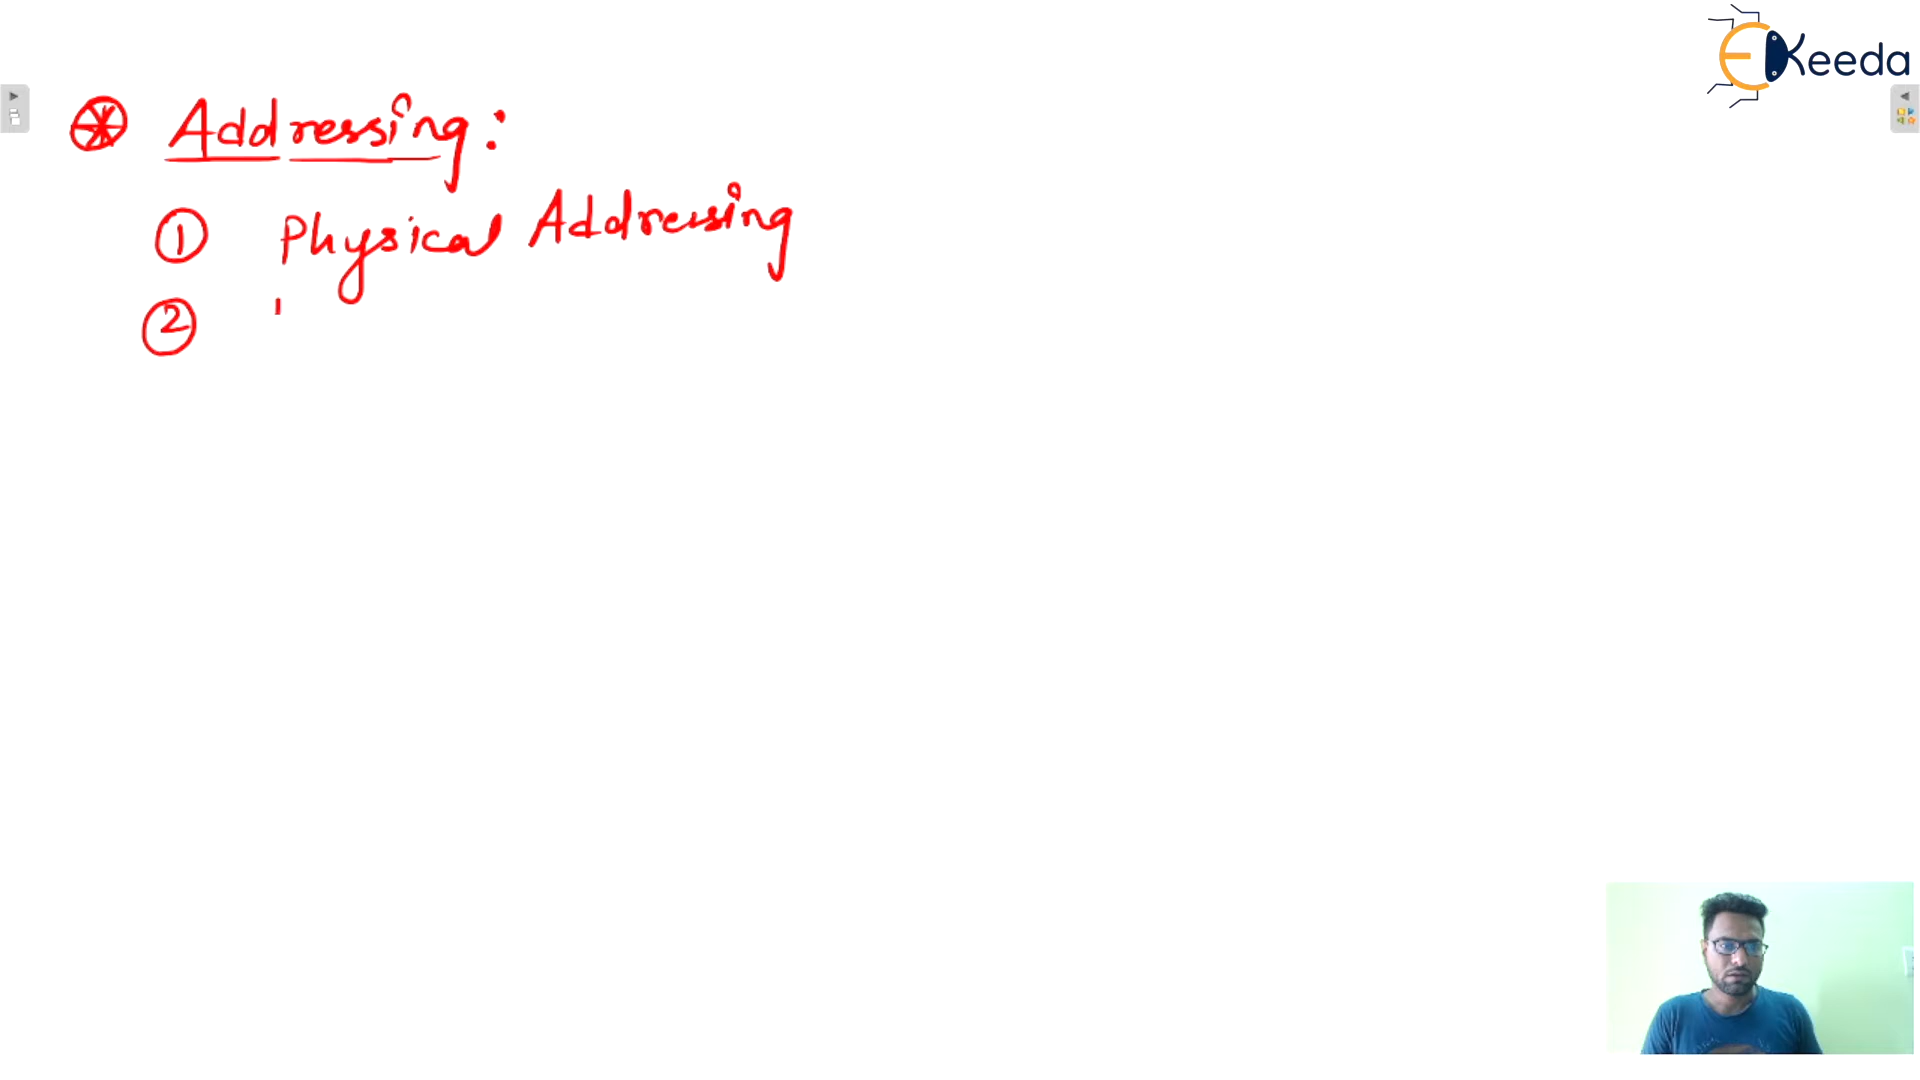 EKeeda
Addressing:
① Physical Addressing
②